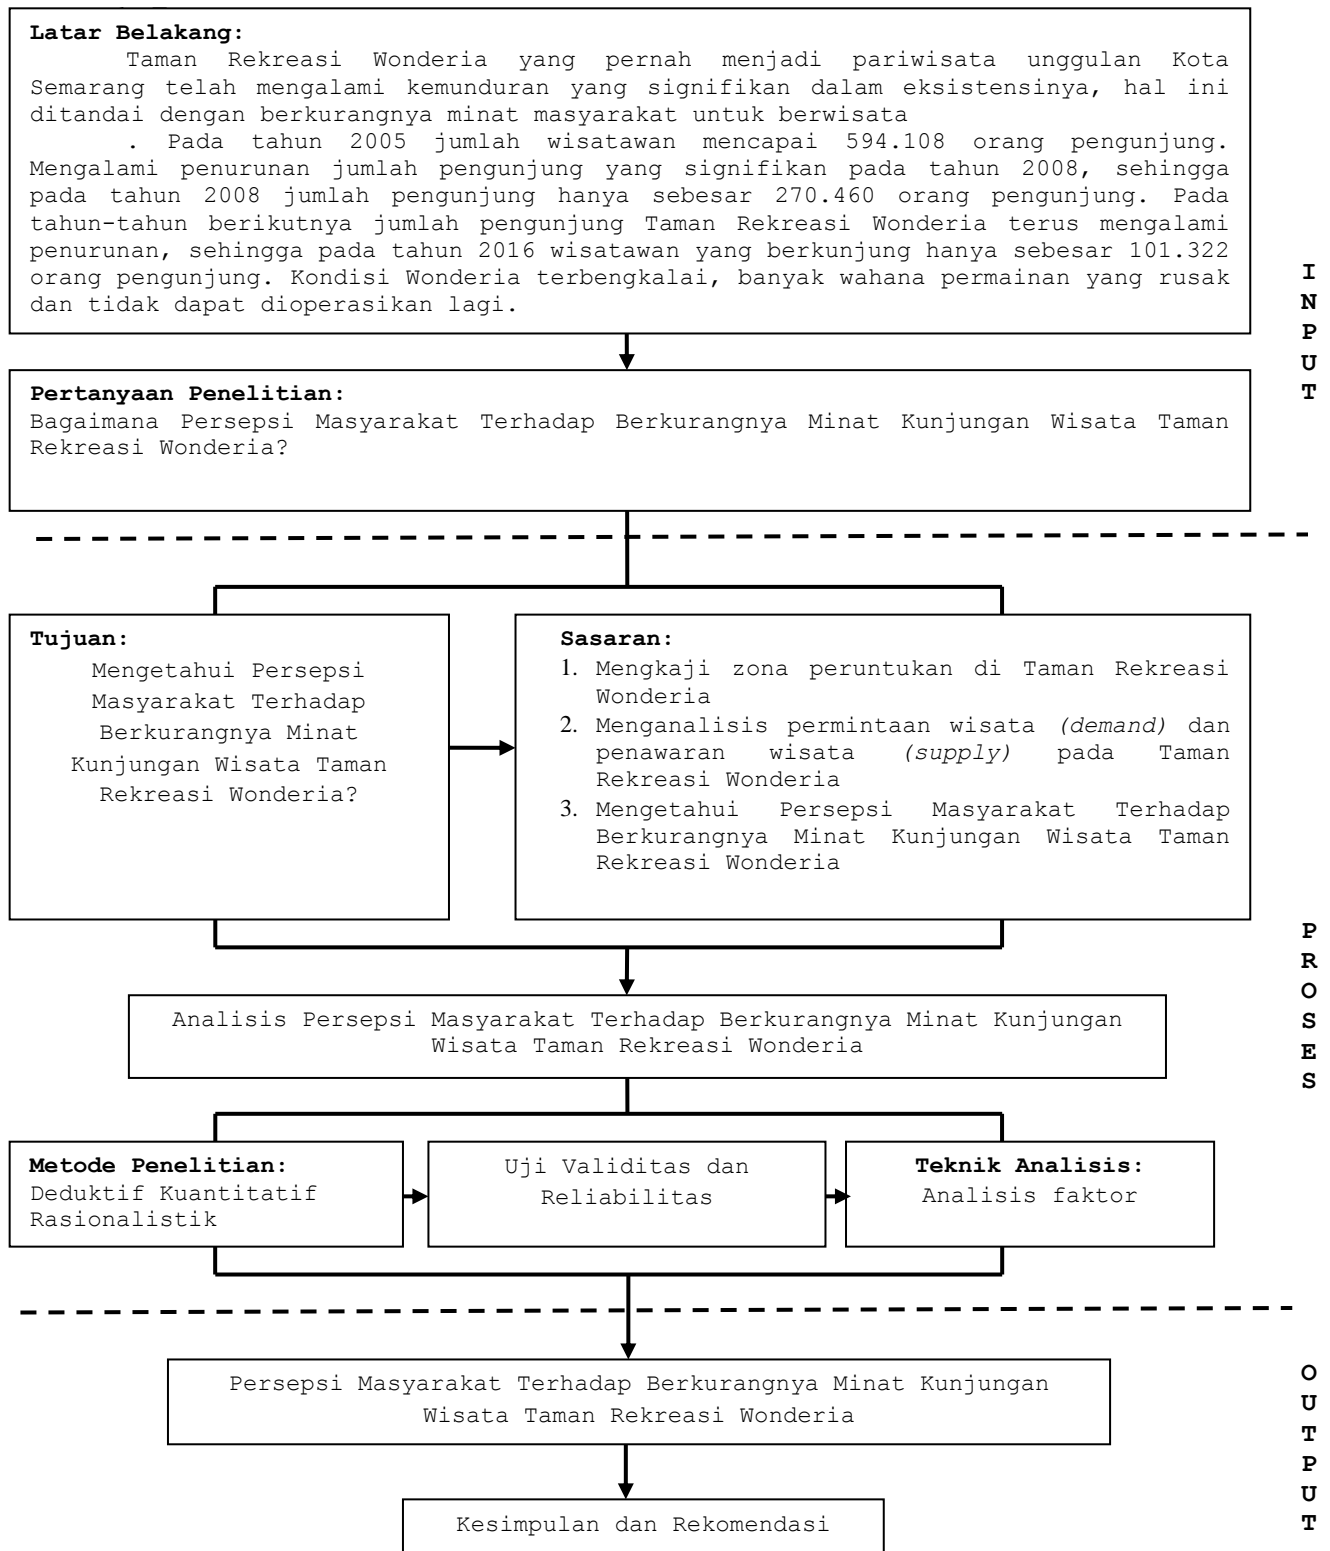 Latar Belakang:
Taman Rekreasi Wonderia yang pernah menjadi pariwisata unggulan Kota
Semarang telah mengalami kemunduran yang signifikan dalam eksistensinya, hal ini
ditandai dengan berkurangnya minat masyarakat untuk berwisata
. Pada tahun 2005 jumlah wisatawan mencapai 594.108 orang pengunjung.
Mengalami penurunan jumlah pengunjung yang signifikan pada tahun 2008, sehingga
pada tahun 2008 jumlah pengunjung hanya sebesar 270.460 orang pengunjung. Pada
tahun-tahun berikutnya jumlah pengunjung Taman Rekreasi Wonderia terus mengalami
penurunan, sehingga pada tahun 2016 wisatawan yang berkunjung hanya sebesar 101.322
orang pengunjung. Kondisi Wonderia terbengkalai, banyak wahana permainan yang rusak
dan tidak dapat dioperasikan lagi.
I
N
P
U
T
Pertanyaan Penelitian:
Bagaimana Persepsi Masyarakat Terhadap Berkurangnya Minat Kunjungan Wisata Taman
Rekreasi Wonderia?
Tujuan:
Mengetahui Persepsi
Masyarakat Terhadap
Berkurangnya Minat
Kunjungan Wisata Taman
Rekreasi Wonderia?
Sasaran:
1. Mengkaji zona peruntukan di Taman Rekreasi
Wonderia
2. Menganalisis permintaan wisata (demand) dan
penawaran wisata (supply) pada Taman
Rekreasi Wonderia
3. Mengetahui Persepsi Masyarakat Terhadap
Berkurangnya Minat Kunjungan Wisata Taman
Rekreasi Wonderia
P
R
O
S
E
S
Analisis Persepsi Masyarakat Terhadap Berkurangnya Minat Kunjungan
Wisata Taman Rekreasi Wonderia
Metode Penelitian:
Deduktif Kuantitatif
Rasionalistik
Uji Validitas dan
Reliabilitas
Teknik Analisis:
Analisis faktor
Persepsi Masyarakat Terhadap Berkurangnya Minat Kunjungan
Wisata Taman Rekreasi Wonderia
O
U
T
P
U
T
Kesimpulan dan Rekomendasi